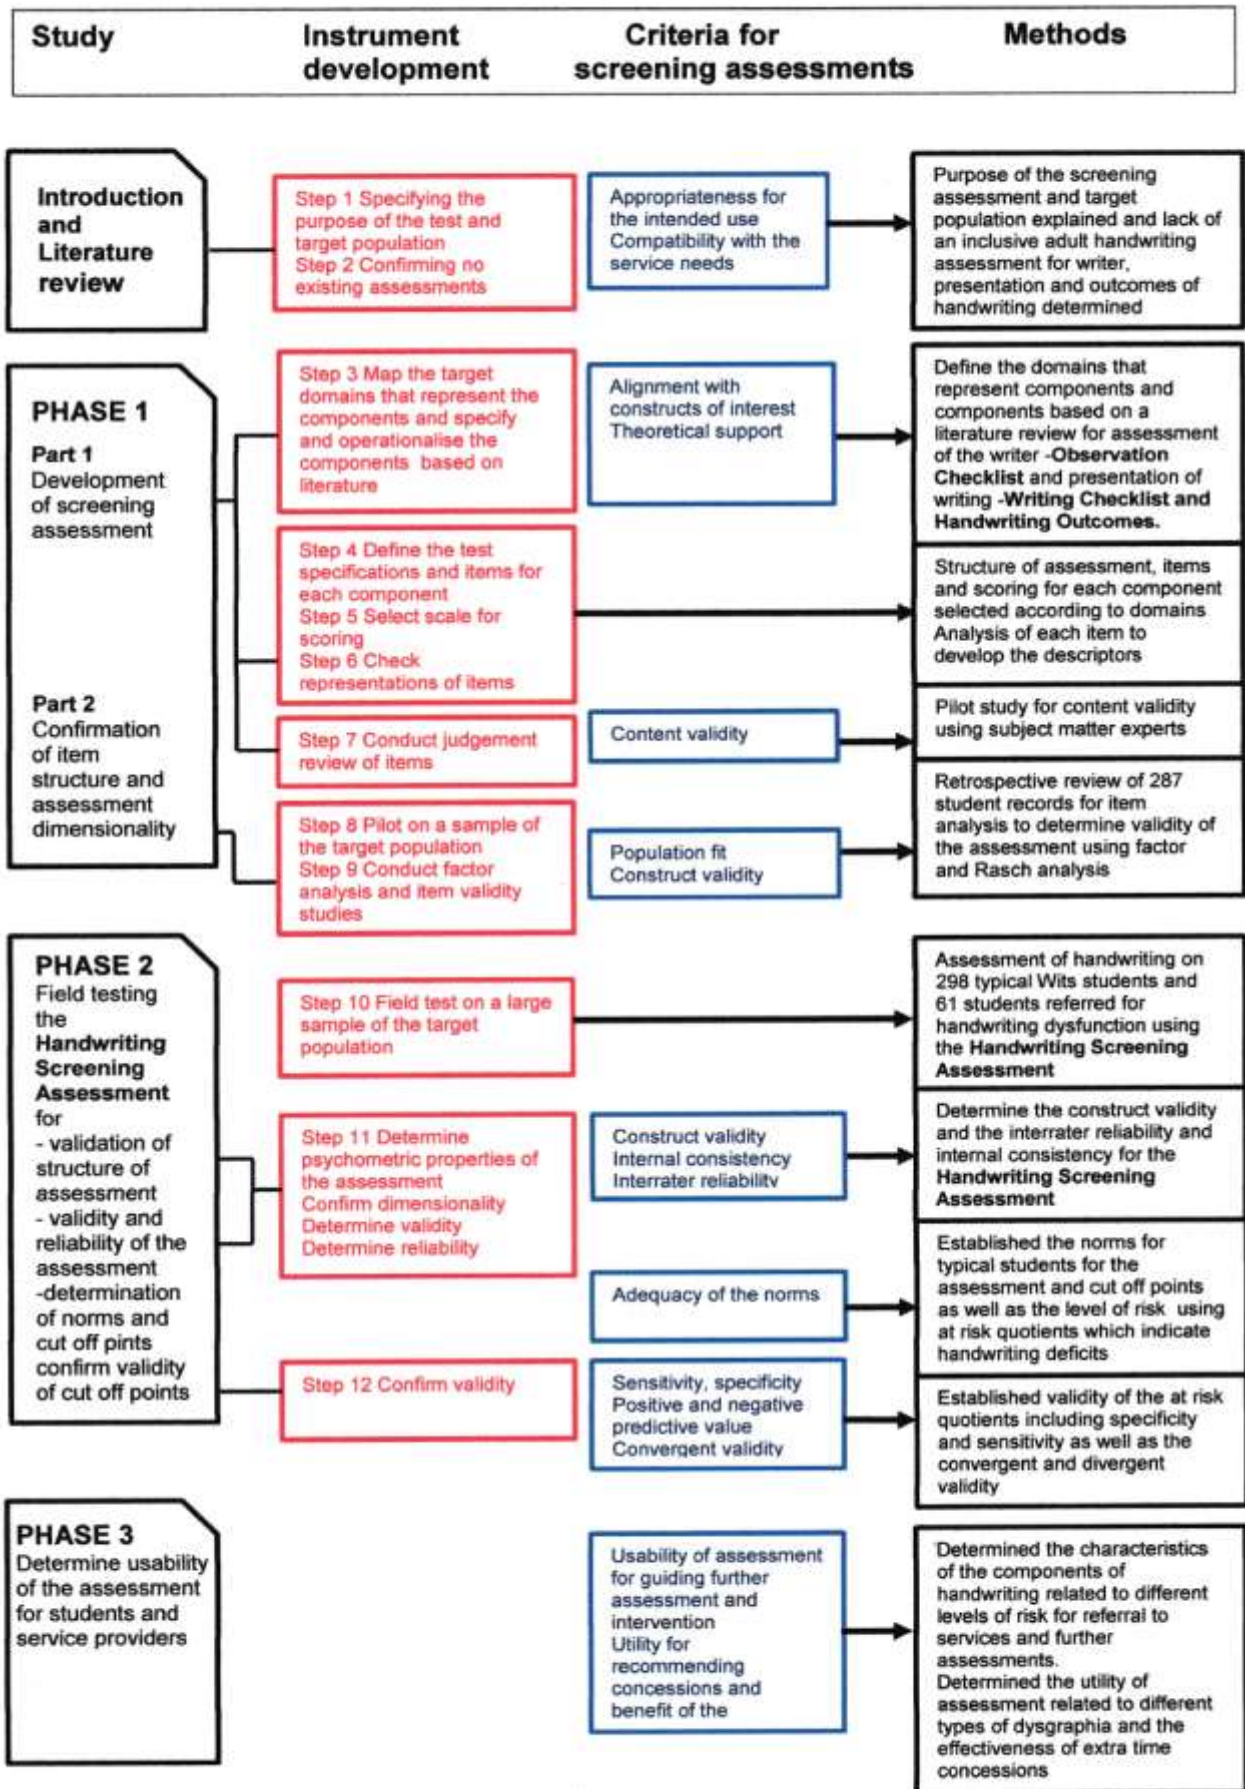 Study
Instrument
development
Criteria for
screening assessments
Methods
Introduction
and
Literature
review
Step 1 Specifying the
purpose of the test and
target population
Step 2 Confirming no
existing assessments
Appropriateness for
the intended use
Compatibility with the
service needs
Purpose of the screening
assessment and target
population explained and lack of
an inclusive adult handwriting
assessment for writer,
presentation and outcomes of
handwriting determined
PHASE 1
Part 1
Development
of screening
assessment
Part 2
Confirmation
of item
structure and
assessment
dimensionality
Step 3 Map the target
domains that represent the
components and specify
and operationalise the
components based on
literature
Alignment with
constructs of interest
Theoretical support
Define the domains that
represent components and
components based on a
literature review for assessment
of the writer -Observation
Checklist and presentation of
writing -Writing Checklist and
Handwriting Outcomes.
Step 4 Define the test
specifications and items for
each component
Step 5 Select scale for
scoring
Step 6 Check
representations of items
Structure of assessment, items
and scoring for each component
selected according to domains
Analysis of each item to
develop the descriptors
Step 7 Conduct judgement
review of items
Content validity
Pilot study for content validity
using subject matter experts
Step 8 Pilot on a sample of
the target population
Step 9 Conduct factor
analysis and item validity
studies
Population fit
Construct validity
Retrospective review of 287
student records for item
analysis to determine validity of
the assessment using factor
and Rasch analysis
PHASE 2
Field testing
the
Handwriting
Screening
Assessment
for
- validation of
structure of
assessment
- validity and
reliability of the
assessment
-determination
of norms and
cut off pints
confirm validity
of cut off points
Step 10 Field test on a large
sample of the target
population
Assessment of handwriting on
298 typical Wits students and
61 students referred for
handwriting dysfunction using
the Handwriting Screening
Assessment
Step 11 Determine
psychometric properties of
the assessment
Confirm dimensionality
Determine validity
Determine reliability
Construct validity
Internal consistency
Interrater reliability
Determine the construct validity
and the interrater reliability and
internal consistency for the
Handwriting Screening
Assessment
Adequacy of the norms
Established the norms for
typical students for the
assessment and cut off points
as well as the level of risk using
at risk quotients which indicate
handwriting deficits
Step 12 Confirm validity
Sensitivity, specificity
Positive and negative
predictive value
Convergent validity
Established validity of the at risk
quotients including specificity
and sensitivity as well as the
convergent and divergent
validity
PHASE 3
Determine usability
of the assessment
for students and
service providers
Usability of assessment
for guiding further
assessment and
intervention
Utility for
recommending
concessions and
benefit of the
Determined the characteristics
of the components of
handwriting related to different
levels of risk for referral to
services and further
assessments.
Determined the utility of
assessment related to different
types of dysgraphia and the
effectiveness of extra time
concessions